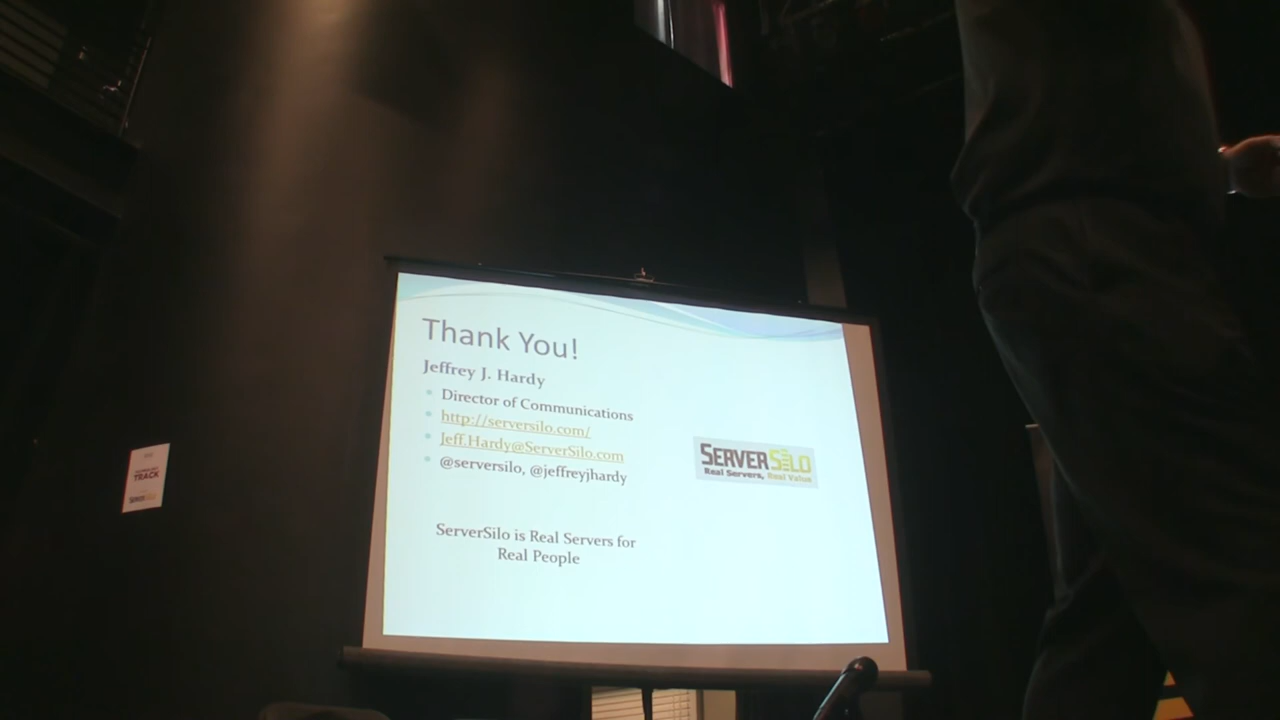 Thank You!
Jeffrey J. Hardy
Director of Communications
http://serversilo.com/
Jeff.Hardy@ServerSilo.com
@serversilo, @jeffreyjhardy
SERVERSILO
Real Servers, Real Value
ServerSilo is Real Servers for
Real People
TRACK